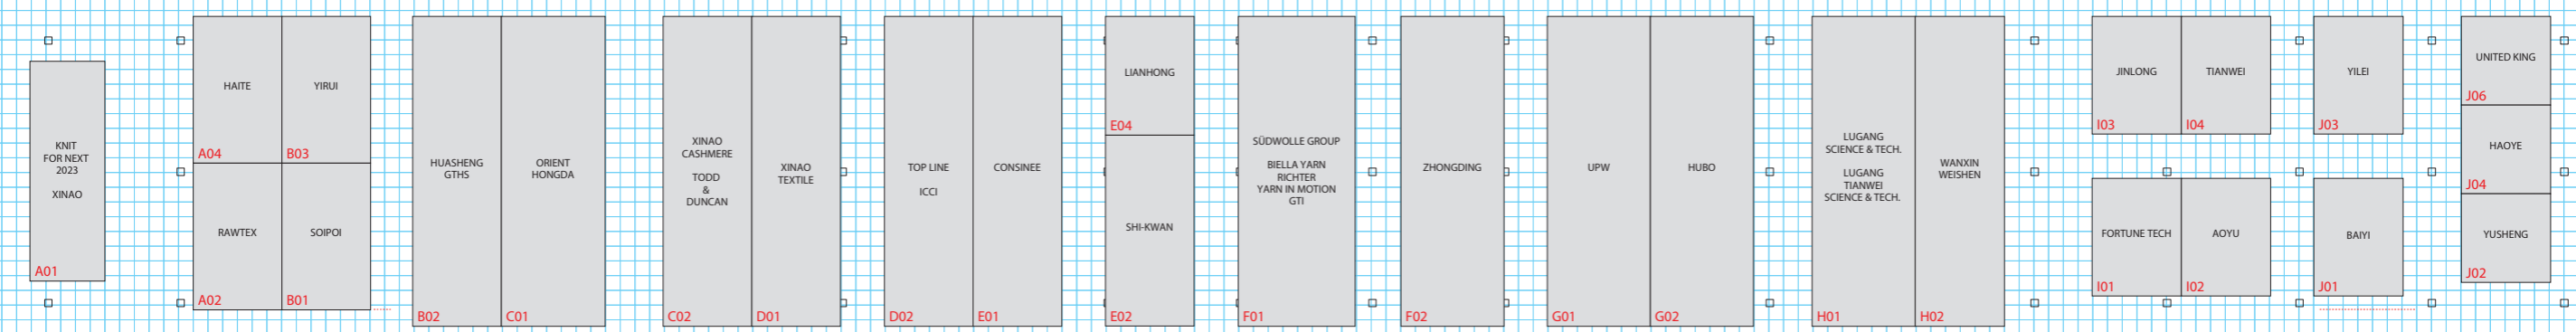 KNIT
FOR NEXT
2023
XINAO
A01
HAITE
A04
YIRUI
B03
RAWTEX
A02
SOIPOI
B01
HUASHENG
GTHS
B02
ORIENT
HONGDA
C01
XINAO
CASHMERE
TODD
&
DUNCAN
C02
XINAO
TEXTILE
D01
TOP LINE
ICCI
D02
CONSINEE
E01
LIANHONG
E04
SHI-KWAN
E02
SÜDWOLLE GROUP
BIELLA YARN
RICHTER
YARN IN MOTION
GTI
F01
ZHONGDING
F02
UPW
G01
HUBO
G02
LUGANG
SCIENCE & TECH.
LUGANG
TIANWEI
SCIENCE & TECH.
H01
WANXIN
WEISHEN
H02
JINLONG
I03
TIANWEI
I04
FORTUNE TECH
I01
AOYU
I02
YILEI
J03
BAIYI
J01
UNITED KING
J06
HAOYE
J04
YUSHENG
J02